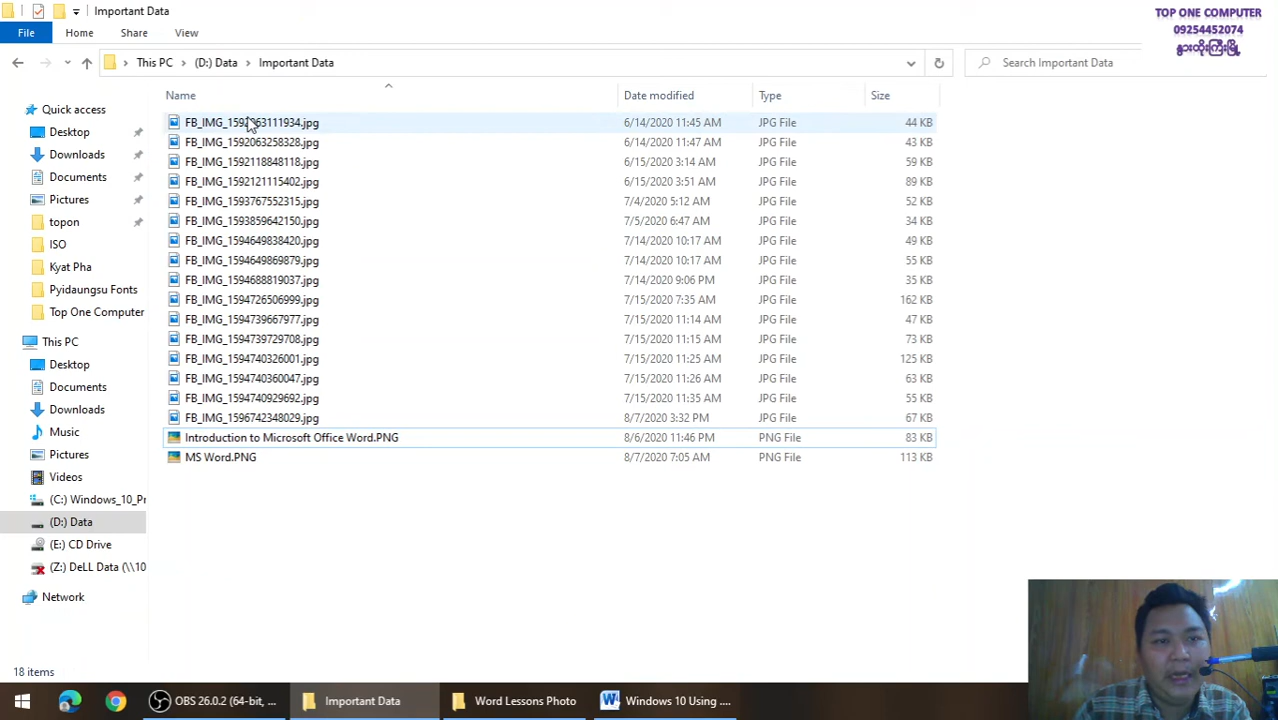 Important Data
TOP ONE COMPUTER
09254452074
နွားထိုးကြီးမြို့
File Home Share View
This PC (D:) Data Important Data
Search Important Data
Name Date modified Type Size
Quick access
Desktop
Downloads
Documents
Pictures
topon
ISO
Kyat Pha
Pyidaungsu Fonts
Top One Computer
This PC
Desktop
Documents
Downloads
Music
Pictures
Videos
(C:) Windows_10_Pr
(D:) Data
(E:) CD Drive
(Z:) DeLL Data (\\10
Network
FB_IMG_1592063111934.jpg 6/14/2020 11:45 AM JPG File 44 KB
FB_IMG_1592063258328.jpg 6/14/2020 11:47 AM JPG File 43 KB
FB_IMG_1592118848118.jpg 6/15/2020 3:14 AM JPG File 59 KB
FB_IMG_1592121115402.jpg 6/15/2020 3:51 AM JPG File 89 KB
FB_IMG_1593767552315.jpg 7/4/2020 5:12 AM JPG File 52 KB
FB_IMG_1593859642150.jpg 7/5/2020 6:47 AM JPG File 34 KB
FB_IMG_1594649838420.jpg 7/14/2020 10:17 AM JPG File 49 KB
FB_IMG_1594649869879.jpg 7/14/2020 10:17 AM JPG File 55 KB
FB_IMG_1594688819037.jpg 7/14/2020 9:06 PM JPG File 35 KB
FB_IMG_1594726506999.jpg 7/15/2020 7:35 AM JPG File 162 KB
FB_IMG_1594739667977.jpg 7/15/2020 11:14 AM JPG File 47 KB
FB_IMG_1594739729708.jpg 7/15/2020 11:15 AM JPG File 73 KB
FB_IMG_1594740326001.jpg 7/15/2020 11:25 AM JPG File 125 KB
FB_IMG_1594740360047.jpg 7/15/2020 11:26 AM JPG File 63 KB
FB_IMG_1594740929692.jpg 7/15/2020 11:35 AM JPG File 55 KB
FB_IMG_1596742348029.jpg 8/7/2020 3:32 PM JPG File 67 KB
Introduction to Microsoft Office Word.PNG 8/6/2020 11:46 PM PNG File 83 KB
MS Word.PNG 8/7/2020 7:05 AM PNG File 113 KB
18 items
OBS 26.0.2 (64-bit, ... Important Data Word Lessons Photo Windows 10 Using ....